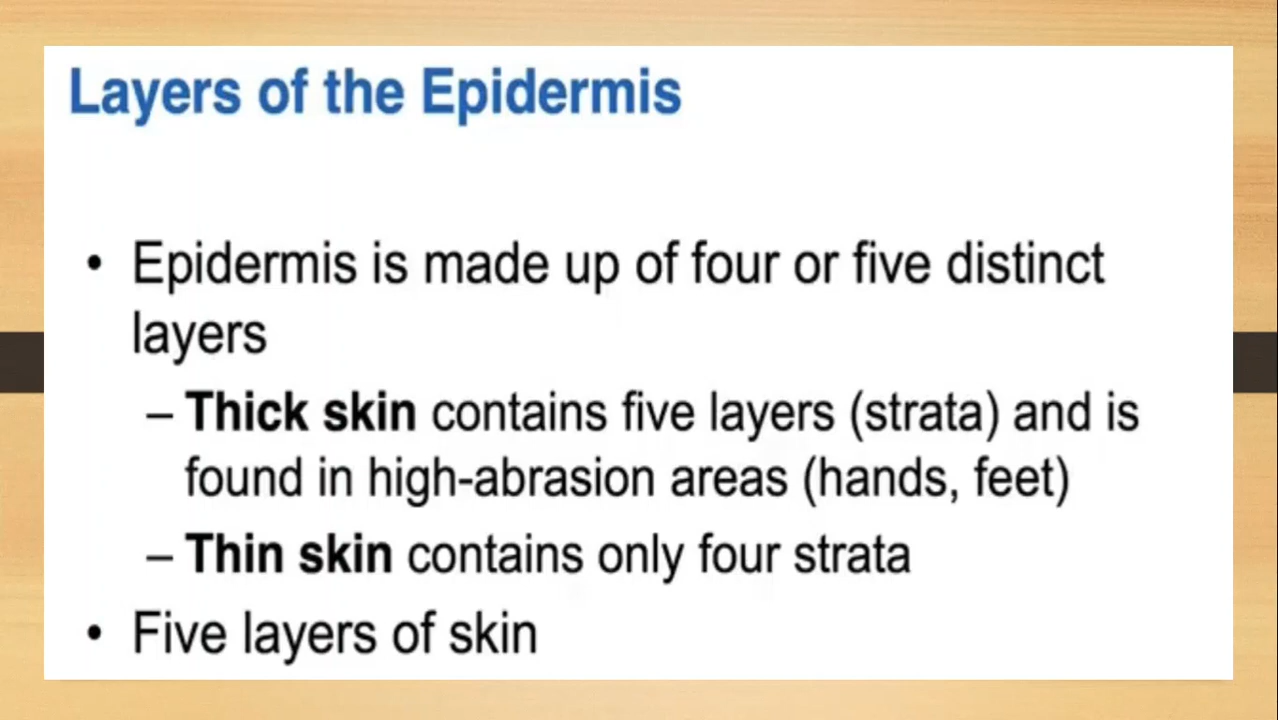 Layers of the Epidermis
• Epidermis is made up of four or five distinct
layers
– Thick skin contains five layers (strata) and is
found in high-abrasion areas (hands, feet)
– Thin skin contains only four strata
• Five layers of skin